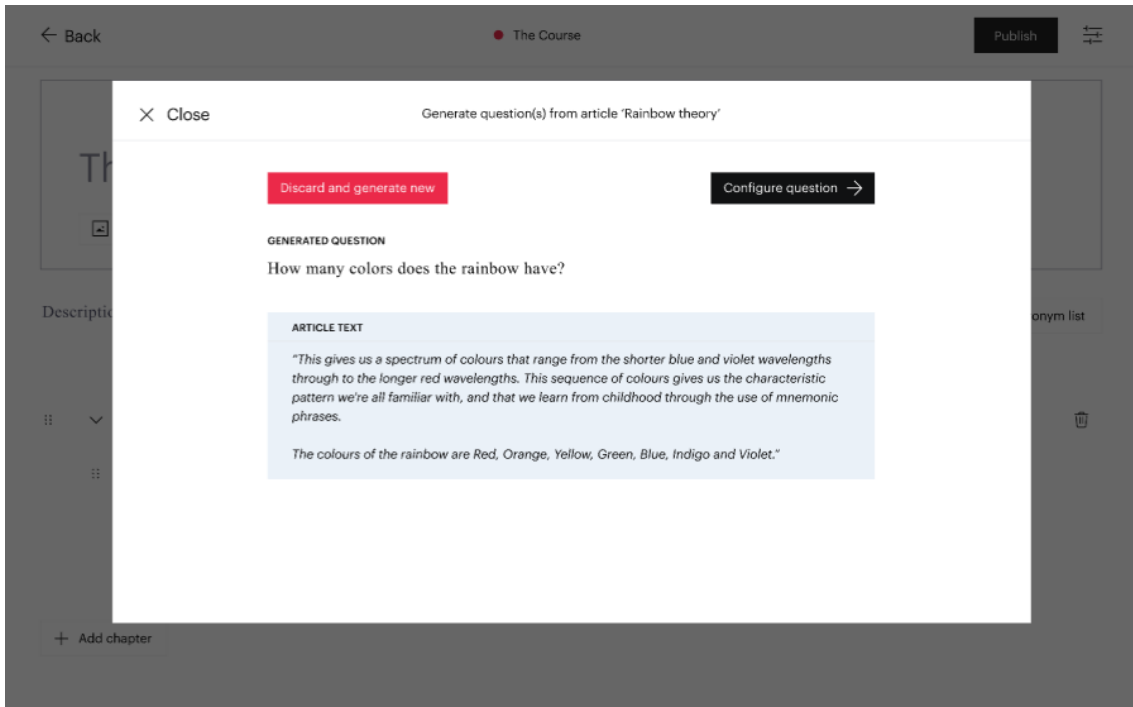 Back
The Course
Publish
Close
Generate question(s) from article ‘Rainbow theory’
Th
Discard and generate new
Configure question
GENERATED QUESTION
How many colors does the rainbow have?
Descriptio
onym list
ARTICLE TEXT
“This gives us a spectrum of colours that range from the shorter blue and violet wavelengths
through to the longer red wavelengths. This sequence of colours gives us the characteristic
pattern we're all familiar with, and that we learn from childhood through the use of mnemonic
phrases.
The colours of the rainbow are Red, Orange, Yellow, Green, Blue, Indigo and Violet.”
Add chapter